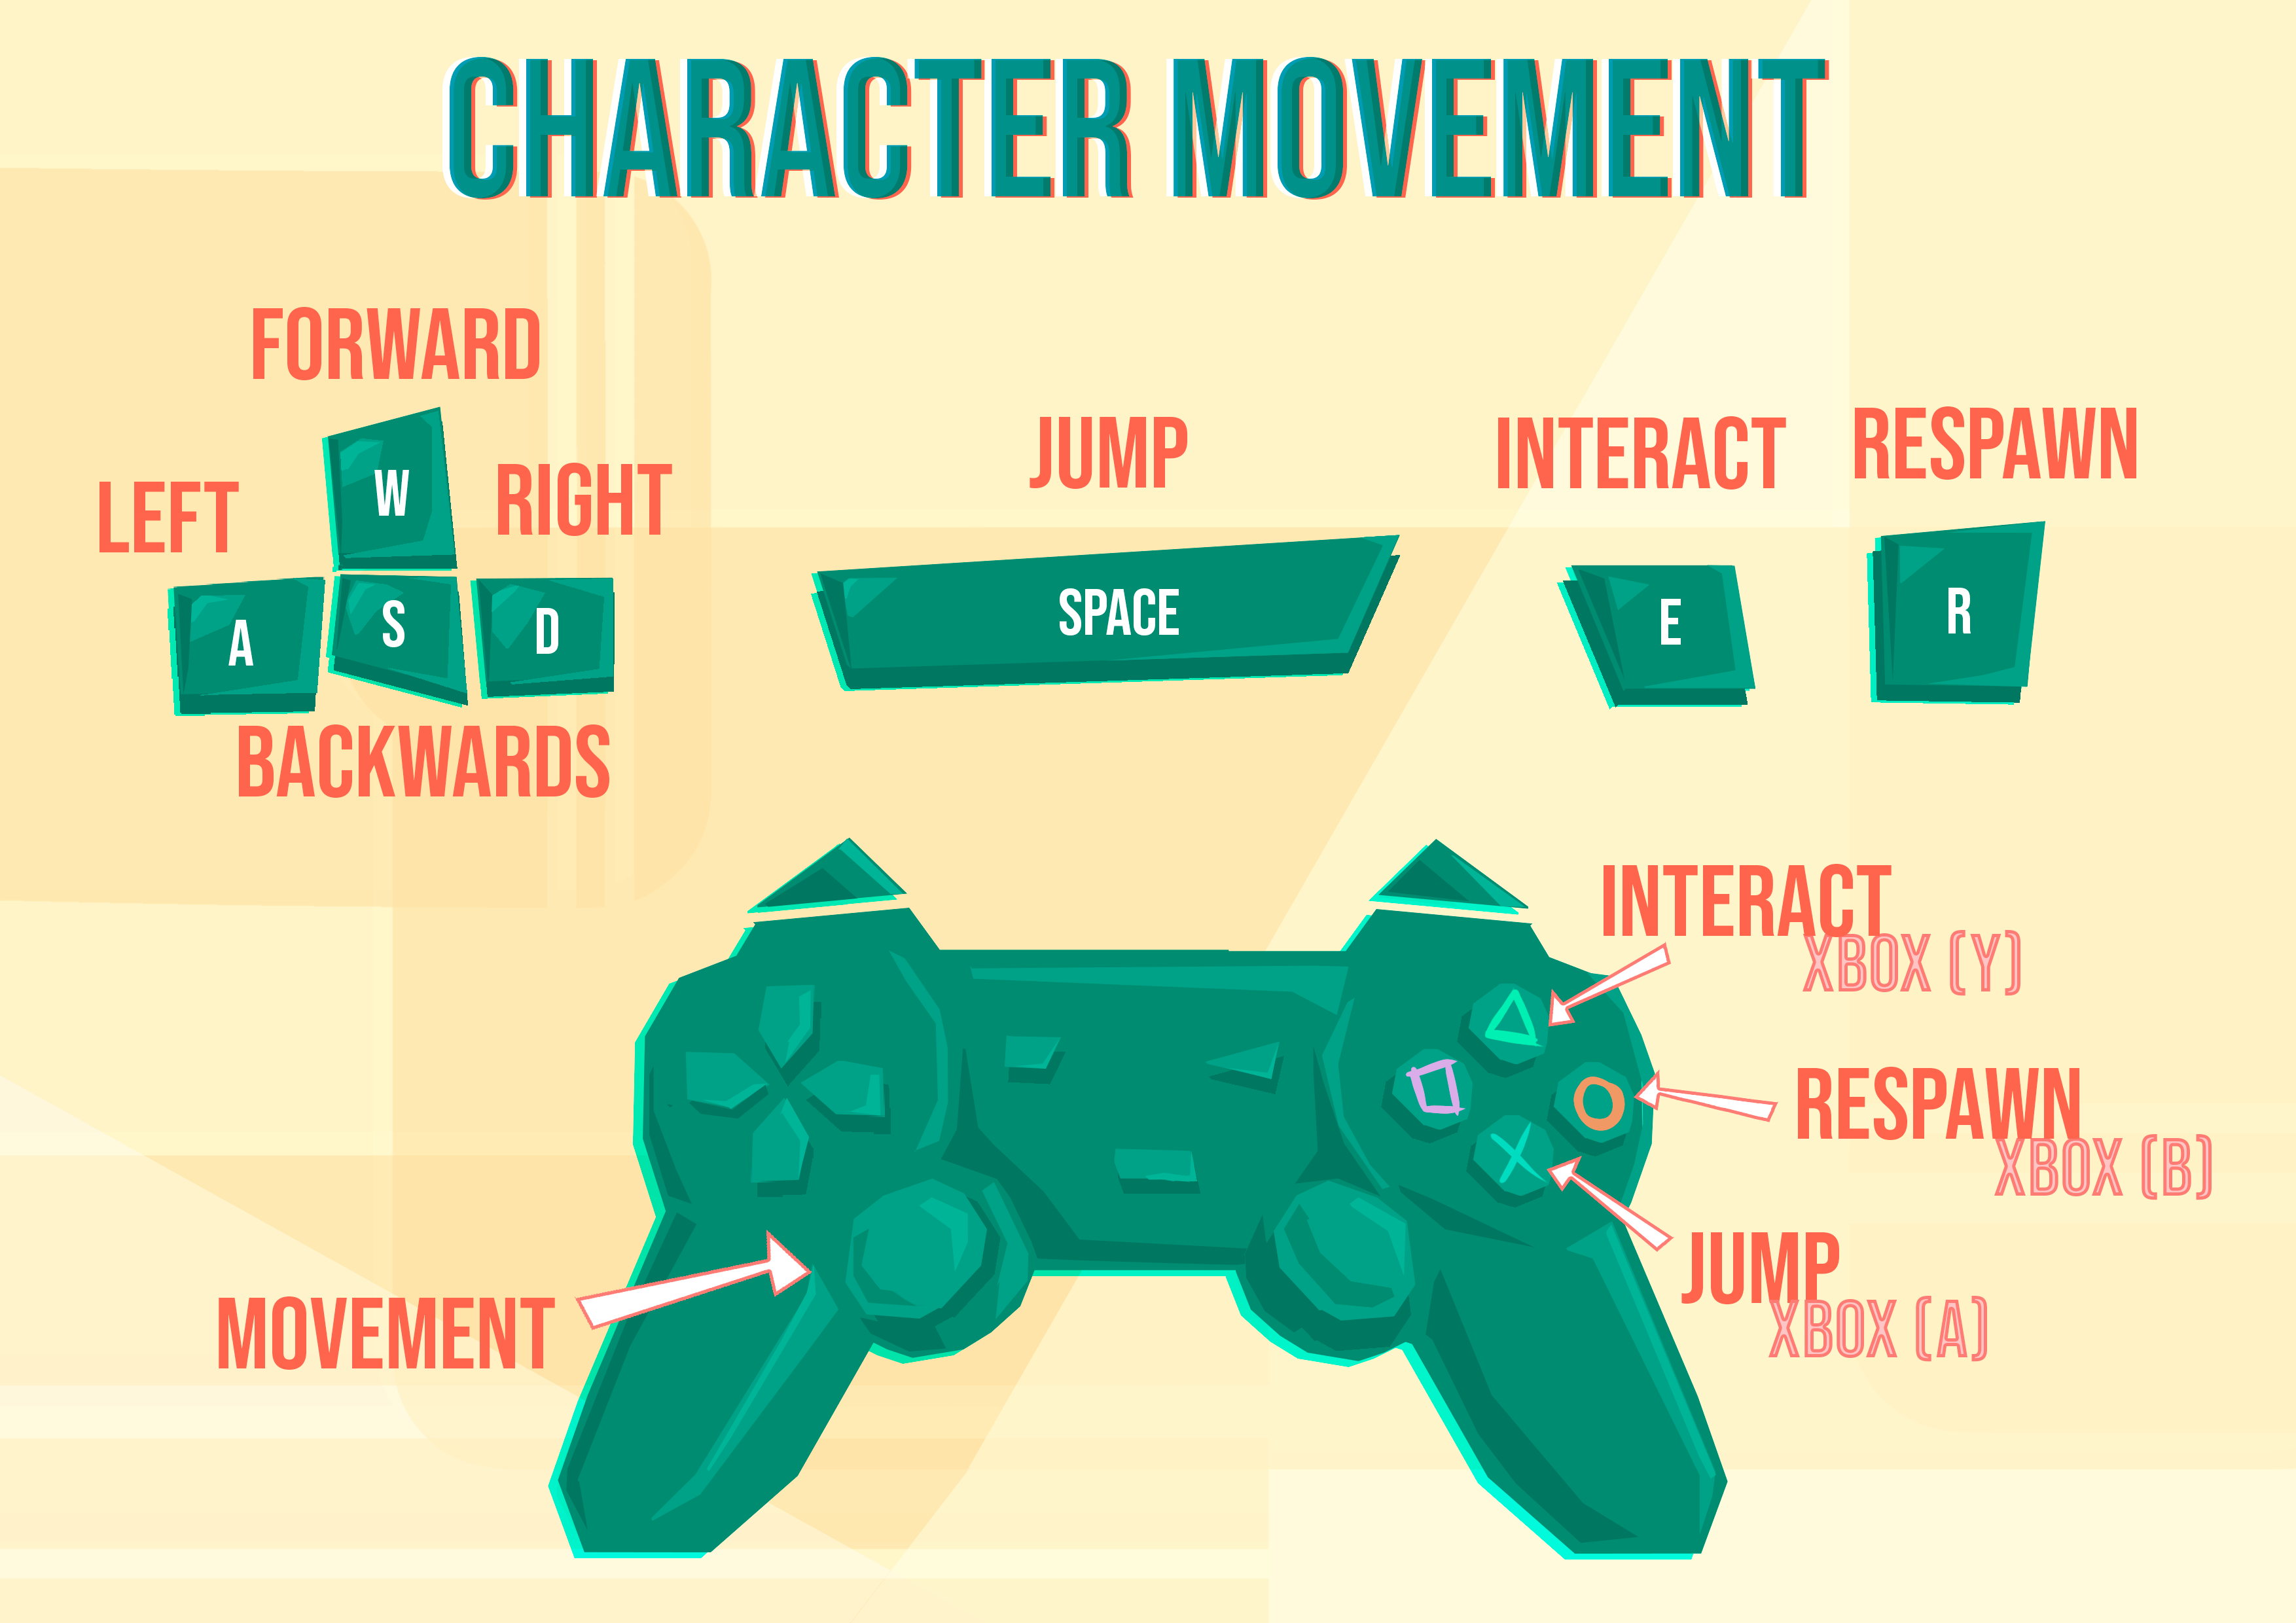 CHARACTER MOVEMENT
FORWARD
LEFT
W
RIGHT
A
S
D
BACKWARDS
JUMP
SPACE
INTERACT
E
RESPAWN
R
INTERACT
XBOX (Y)
RESPAWN
XBOX (B)
JUMP
XBOX (A)
MOVEMENT